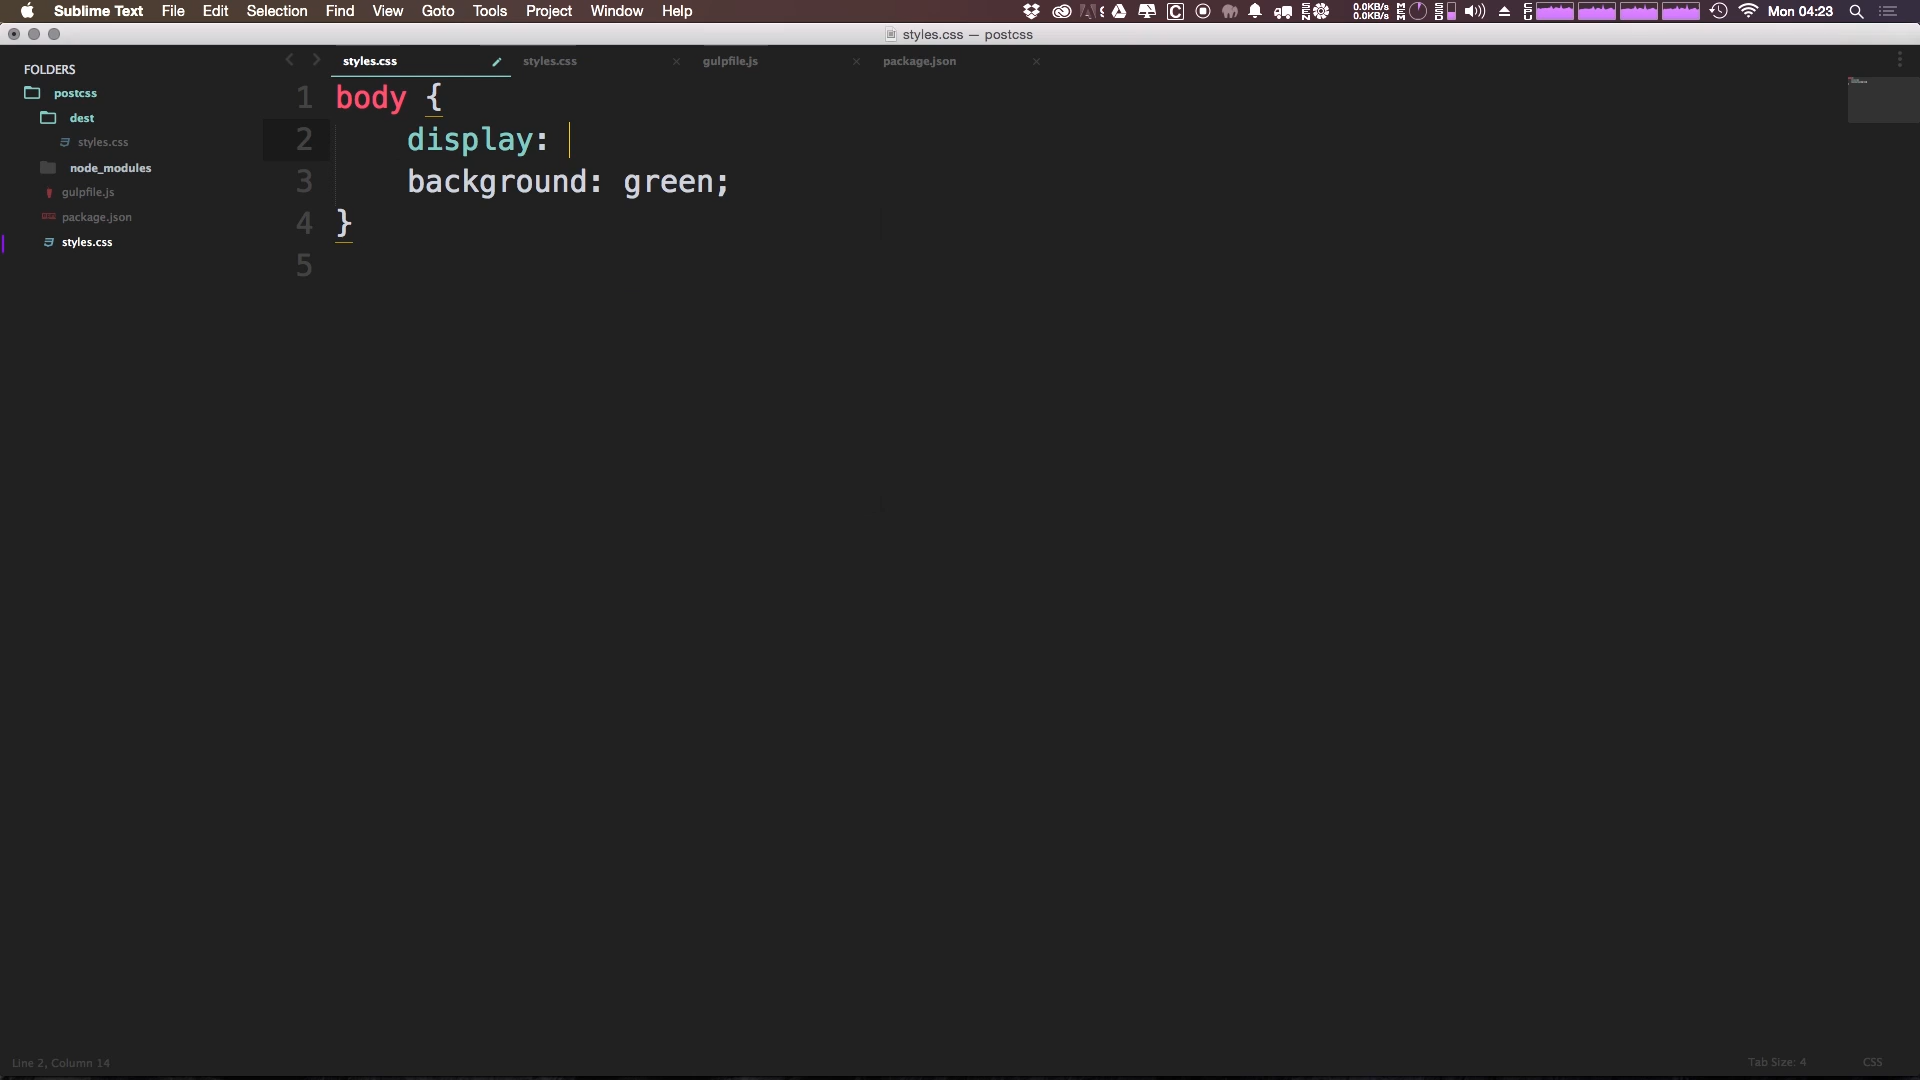 Sublime Text File Edit Selection Find View Goto Tools Project Window Help 0.0KB/s 0.0KB/s Mon 04:23
styles.css — postcss
FOLDERS
postcss
dest
styles.css
node_modules
gulpfile.js
package.json
styles.css
styles.css styles.css gulpfile.js package.json
1 body {
2 display:
3 background: green;
4 }
5
Line 2, Column 14 Tab Size: 4 CSS